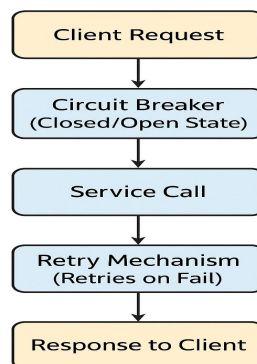 Client Request
Circuit Breaker
(Closed/Open State)
Service Call
Retry Mechanism
(Retries on Fail)
Response to Client